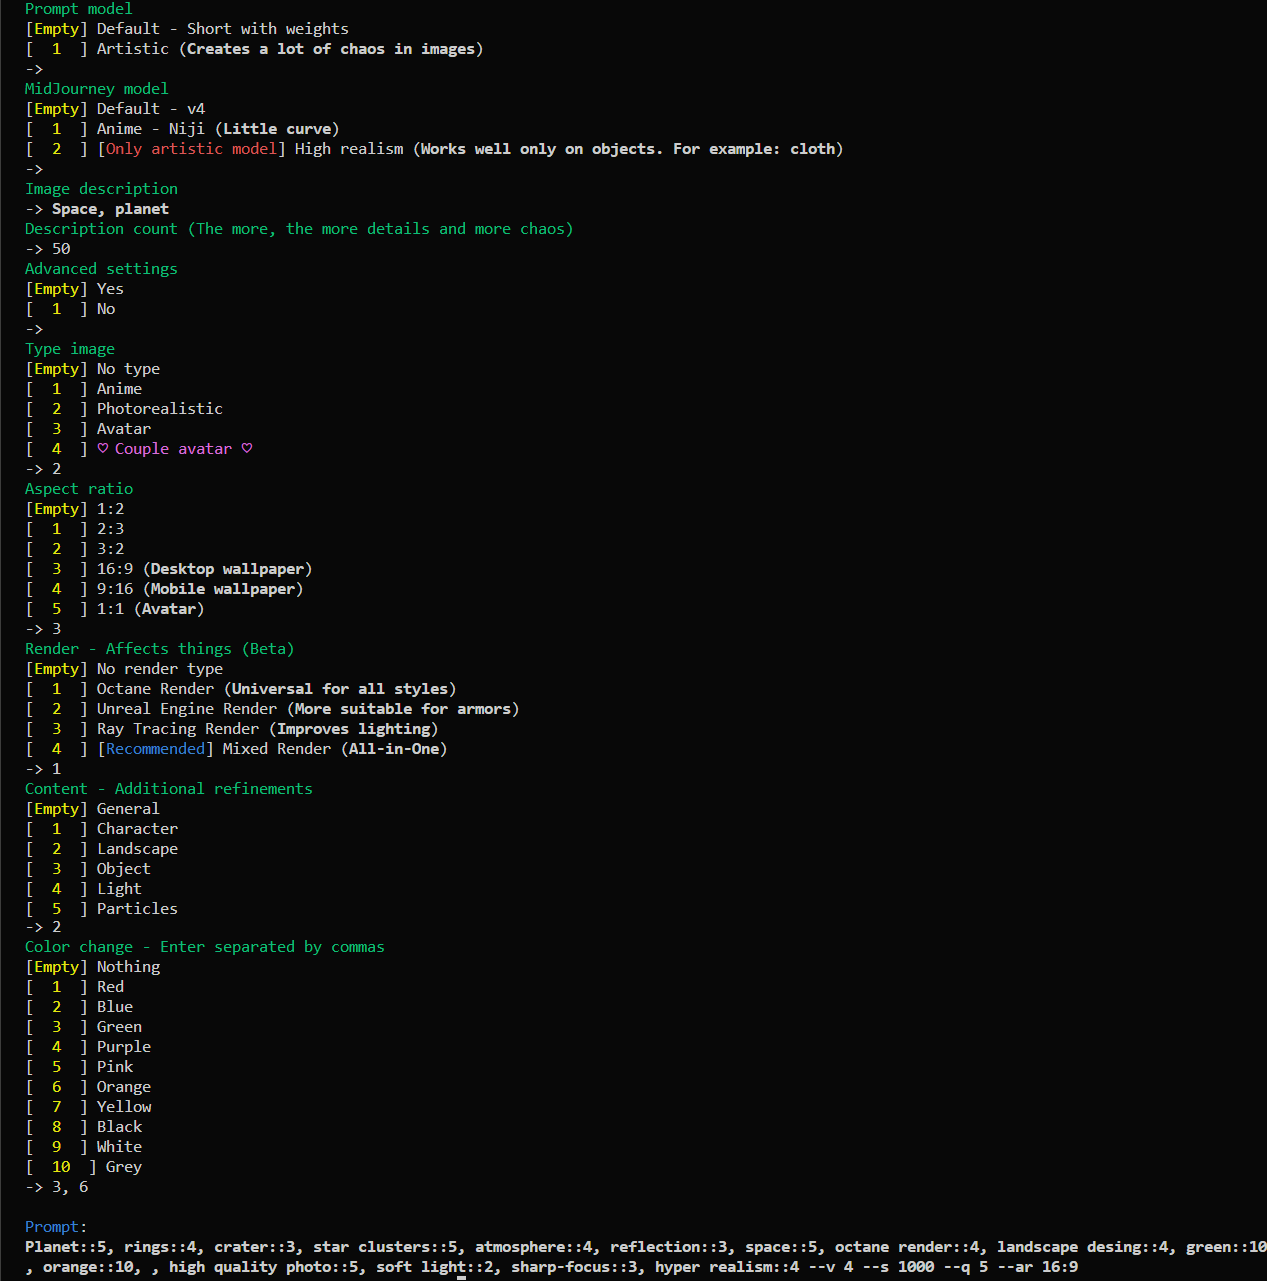 Prompt model
[Empty] Default - Short with weights
[  1  ] Artistic (Creates a lot of chaos in images)
->
MidJourney model
[Empty] Default - v4
[  1  ] Anime - Niji (Little curve)
[  2  ] [Only artistic model] High realism (Works well only on objects. For example: cloth)
->
Image description
-> Space, planet
Description count (The more, the more details and more chaos)
-> 50
Advanced settings
[Empty] Yes
[  1  ] No
->
Type image
[Empty] No type
[  1  ] Anime
[  2  ] Photorealistic
[  3  ] Avatar
[  4  ] ♡ Couple avatar ♡
-> 2
Aspect ratio
[Empty] 1:2
[  1  ] 2:3
[  2  ] 3:2
[  3  ] 16:9 (Desktop wallpaper)
[  4  ] 9:16 (Mobile wallpaper)
[  5  ] 1:1 (Avatar)
-> 3
Render - Affects things (Beta)
[Empty] No render type
[  1  ] Octane Render (Universal for all styles)
[  2  ] Unreal Engine Render (More suitable for armors)
[  3  ] Ray Tracing Render (Improves lighting)
[  4  ] [Recommended] Mixed Render (All-in-One)
-> 1
Content - Additional refinements
[Empty] General
[  1  ] Character
[  2  ] Landscape
[  3  ] Object
[  4  ] Light
[  5  ] Particles
-> 2
Color change - Enter separated by commas
[Empty] Nothing
[  1  ] Red
[  2  ] Blue
[  3  ] Green
[  4  ] Purple
[  5  ] Pink
[  6  ] Orange
[  7  ] Yellow
[  8  ] Black
[  9  ] White
[  10  ] Grey
-> 3, 6
Prompt:
Planet::5, rings::4, crater::3, star clusters::5, atmosphere::4, reflection::3, space::5, octane render::4, landscape desing::4, green::10
, orange::10, , high quality photo::5, soft light::2, sharp-focus::3, hyper realism::4 --v 4 --s 1000 --q 5 --ar 16:9